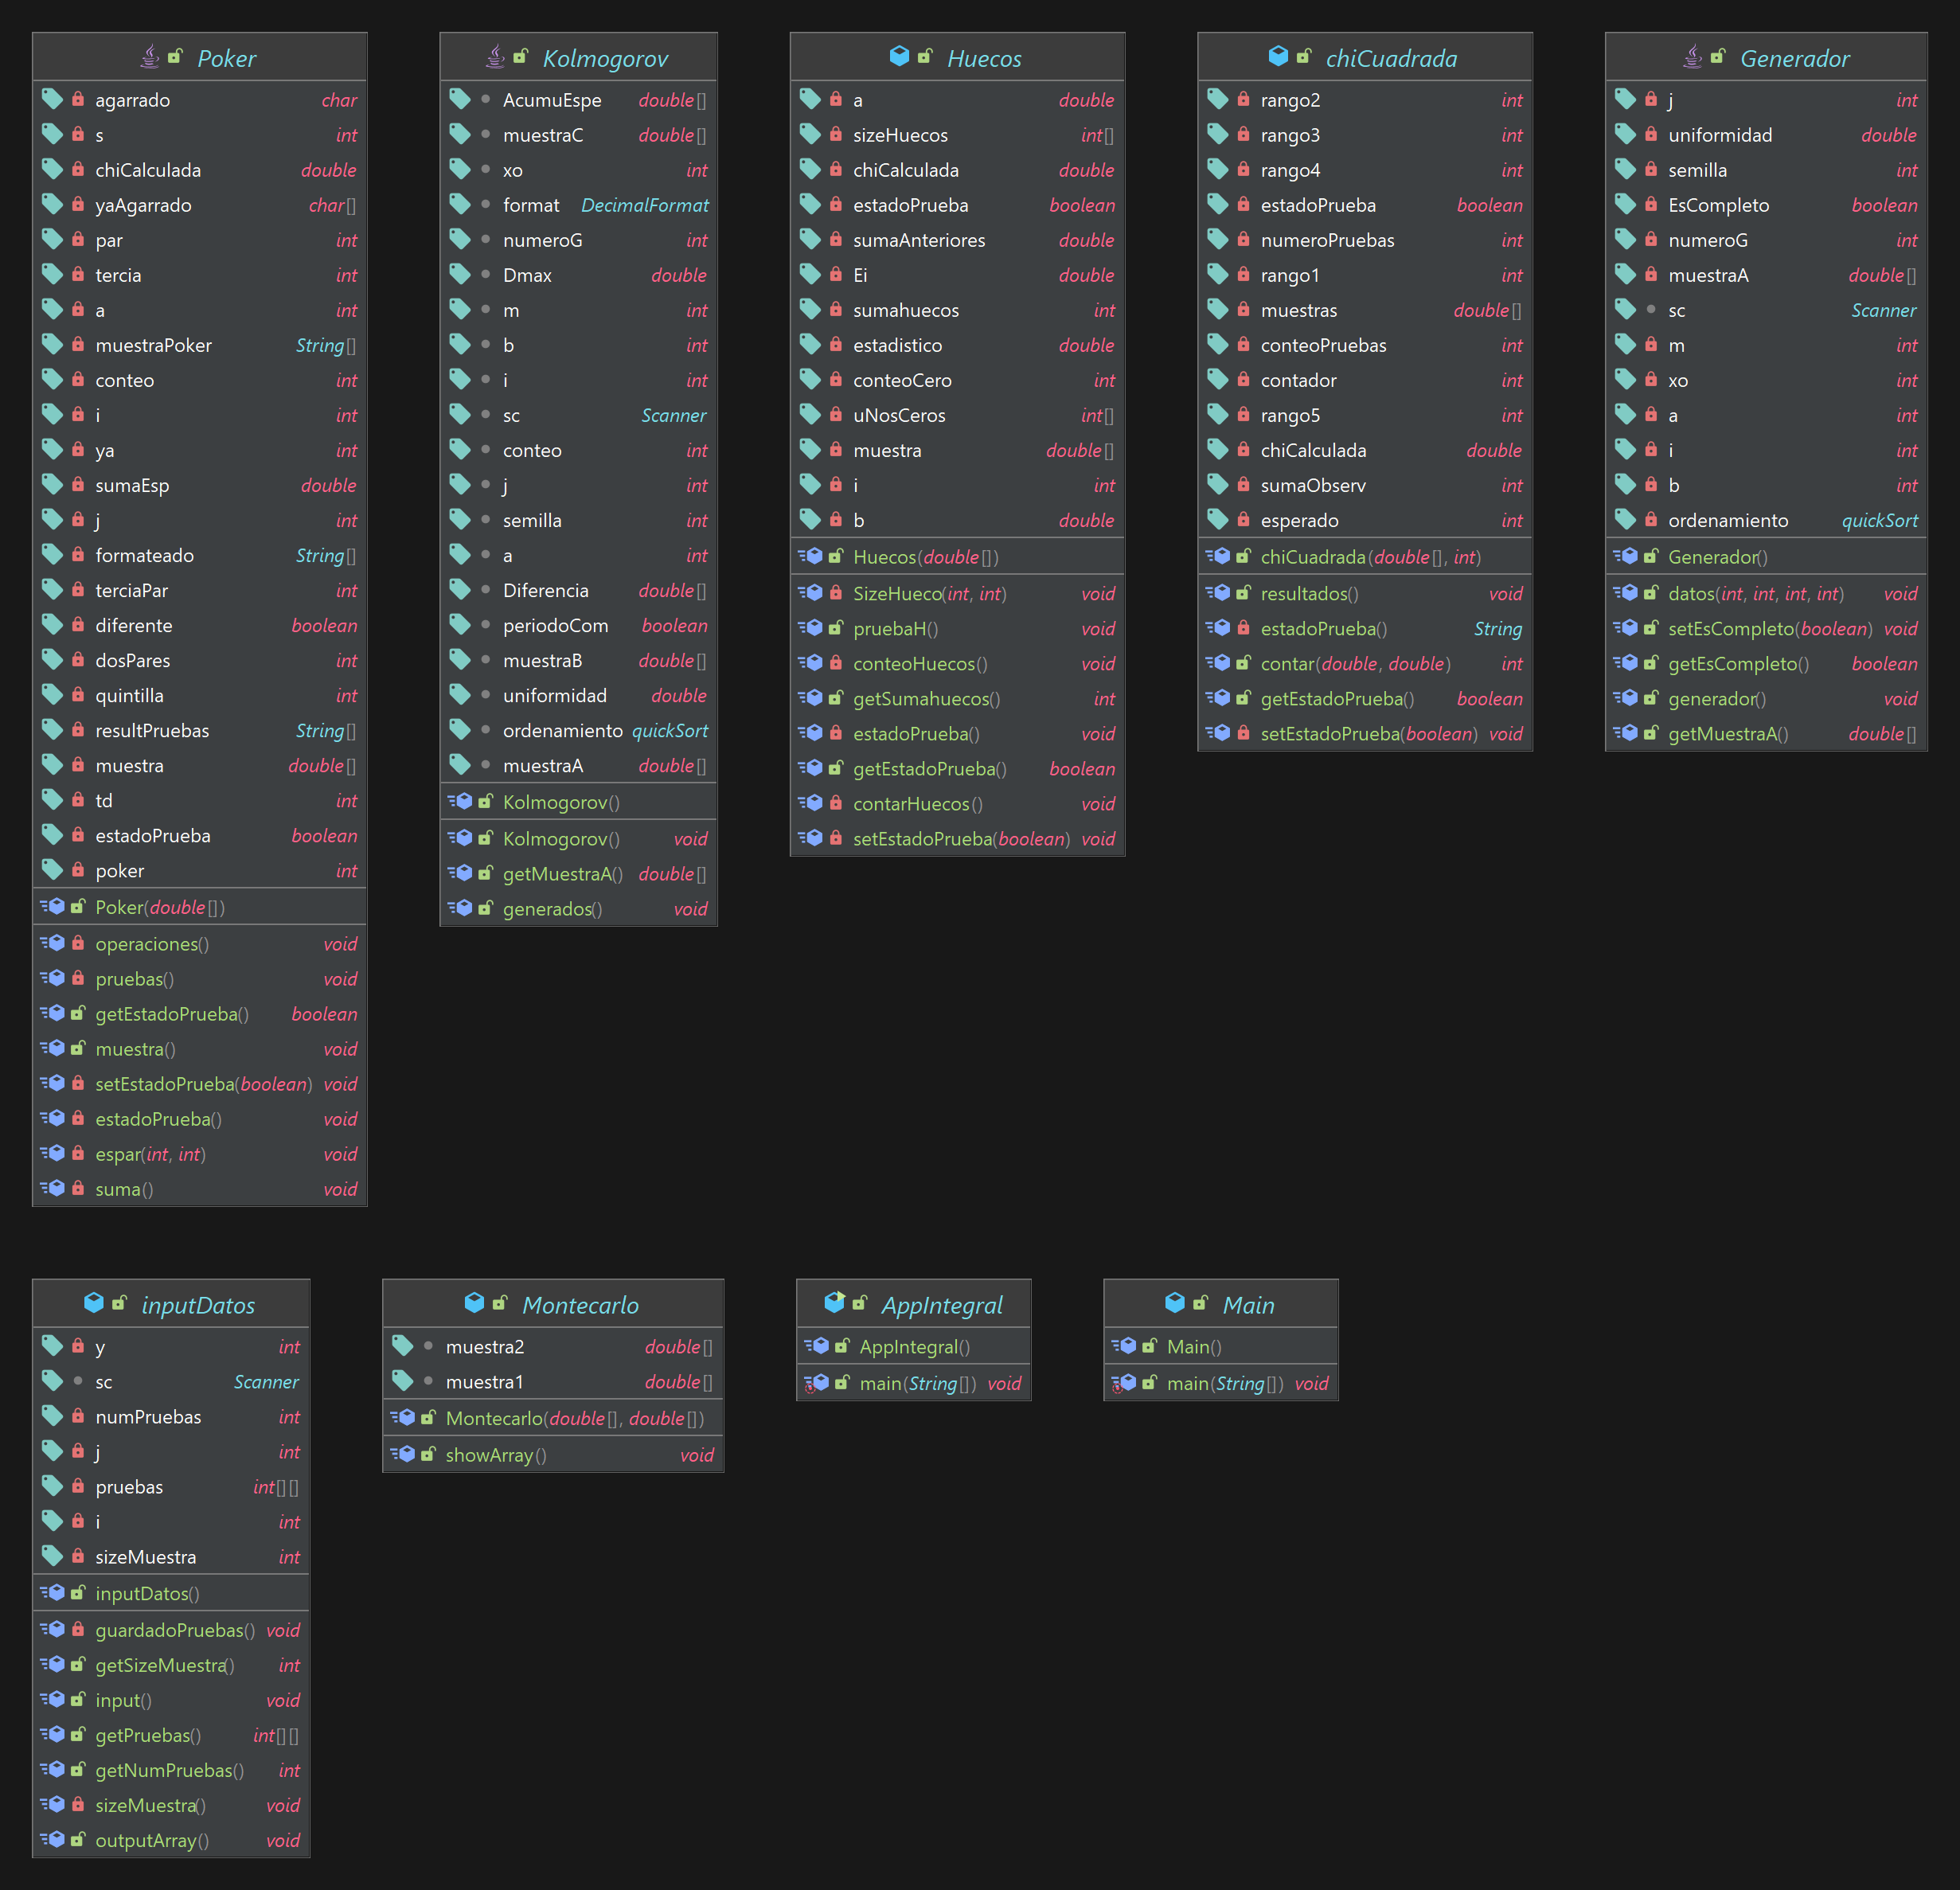 Poker
agarrado char
s int
chiCalculada double
yaAgarrado char[]
par int
tercia int
a int
muestraPoker String[]
conteo int
i int
ya int
sumaEsp double
j int
formateado String[]
terciaPar int
diferente boolean
dosPares int
quintilla int
resultPruebas String[]
muestra double[]
td int
estadoPrueba boolean
poker int
Poker(double[])
operaciones() void
pruebas() void
getEstadoPrueba() boolean
muestra() void
setEstadoPrueba(boolean) void
estadoPrueba() void
espar(int, int) void
suma() void
Kolmogorov
AcumuEspe double[]
muestraC double[]
xo int
format DecimalFormat
numeroG int
Dmax double
m int
b int
i int
sc Scanner
conteo int
j int
semilla int
a int
Diferencia double[]
periodoCom boolean
muestraB double[]
uniformidad double
ordenamiento quickSort
muestraA double[]
Kolmogorov()
Kolmogorov() void
getMuestraA() double[]
generados() void
Huecos
a double
sizeHuecos int[]
chiCalculada double
estadoPrueba boolean
sumaAnteriores double
Ei double
sumahuecos int
estadistico double
conteoCero int
uNosCeros int[]
muestra double[]
i int
b double
Huecos(double[])
SizeHueco(int, int) void
pruebaH() void
conteoHuecos() void
getSumahuecos() int
estadoPrueba() void
getEstadoPrueba() boolean
contarHuecos() void
setEstadoPrueba(boolean) void
chiCuadrada
rango2 int
rango3 int
rango4 int
estadoPrueba boolean
numeroPruebas int
rango1 int
muestras double[]
conteoPruebas int
contador int
rango5 int
chiCalculada double
sumaObserv int
esperado int
chiCuadrada(double[], int)
resultados() void
estadoPrueba() String
contar(double, double) int
getEstadoPrueba() boolean
setEstadoPrueba(boolean) void
Generador
j int
uniformidad double
semilla int
EsCompleto boolean
numeroG int
muestraA double[]
sc Scanner
m int
xo int
a int
i int
b int
ordenamiento quickSort
Generador()
datos(int, int, int, int) void
setEsCompleto(boolean) void
getEsCompleto() boolean
generador() void
getMuestraA() double[]
inputDatos
y int
sc Scanner
numPruebas int
j int
pruebas int[][]
i int
sizeMuestra int
inputDatos()
guardadoPruebas() void
getSizeMuestra() int
input() void
getPruebas() int[][]
getNumPruebas() int
sizeMuestra() void
outputArray() void
Montecarlo
muestra2 double[]
muestra1 double[]
Montecarlo(double[], double[])
showArray() void
AppIntegral
AppIntegral()
main(String[]) void
Main
Main()
main(String[]) void